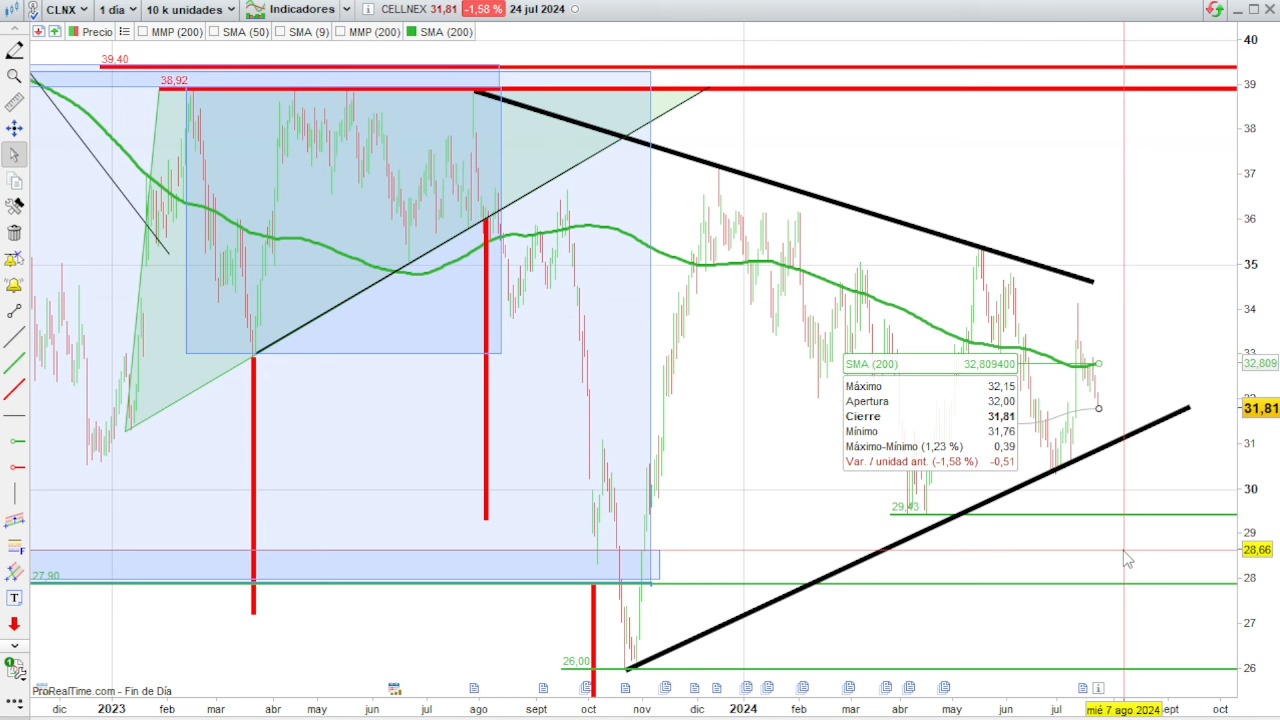 CLNX 1 día 10 k unidades Indicadores CELLNEX 31,81 -1,58 % 24 jul 2024
Precio MMP (200) SMA (50) SMA (9) MMP (200) SMA (200)
40
39,40
39
38,92
38
37
36
35
34
33
SMA (200) 32,809400
32,809
Máximo 32,15
Apertura 32,00
Cierre 31,81
31,81
Mínimo 31,76
Máximo-Mínimo (1,23 %) 0,39
Var. / unidad ant. (-1,58 %) -0,51
31
30
29,43
29
28,66
28
27,90
27
26,00
26
ProRealTime.com - Fin de Día
dic 2023 feb mar abr may jun jul ago sept oct nov dic 2024 feb mar abr may jun jul mié 7 ago 2024 sept oct